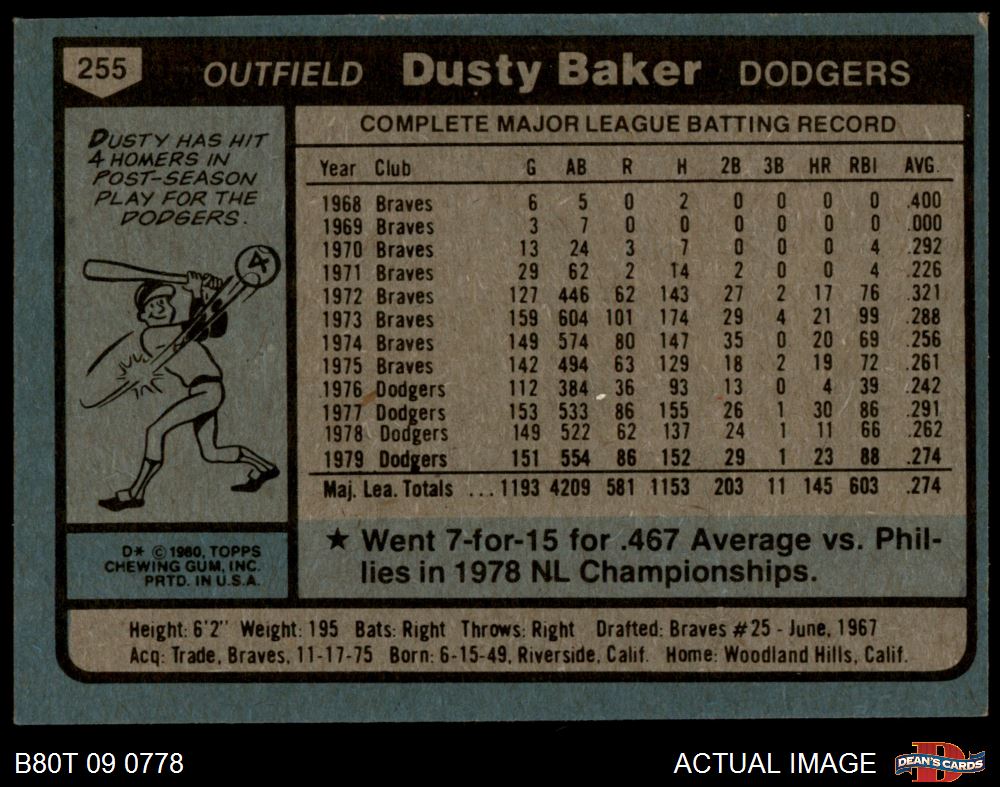 255 OUTFIELD Dusty Baker DODGERS
DUSTY HAS HIT
4 HOMERS IN
POST-SEASON
PLAY FOR THE
DODGERS.
4
D* © 1980, TOPPS
CHEWING GUM, INC.
PRTD. IN U.S.A.
COMPLETE MAJOR LEAGUE BATTING RECORD
Year Club G AB R H 2B 3B HR RBI AVG.
1968 Braves 6 5 0 2 0 0 0 0 .400
1969 Braves 3 7 0 0 0 0 0 0 .000
1970 Braves 13 24 3 7 0 0 0 4 .292
1971 Braves 29 62 2 14 2 0 0 4 .226
1972 Braves 127 446 62 143 27 2 17 76 .321
1973 Braves 159 604 101 174 29 4 21 99 .288
1974 Braves 149 574 80 147 35 0 20 69 .256
1975 Braves 142 494 63 129 18 2 19 72 .261
1976 Dodgers 112 384 36 93 13 0 4 39 .242
1977 Dodgers 153 533 86 155 26 1 30 86 .291
1978 Dodgers 149 522 62 137 24 1 11 66 .262
1979 Dodgers 151 554 86 152 29 1 23 88 .274
Maj. Lea. Totals ... 1193 4209 581 1153 203 11 145 603 .274
★ Went 7-for-15 for .467 Average vs. Phil-
lies in 1978 NL Championships.
Height: 6'2" Weight: 195 Bats: Right Throws: Right Drafted: Braves #25 - June, 1967
Acq: Trade, Braves, 11-17-75 Born: 6-15-49, Riverside, Calif. Home: Woodland Hills, Calif.
B80T 09 0778 ACTUAL IMAGE DEAN'S CARDS